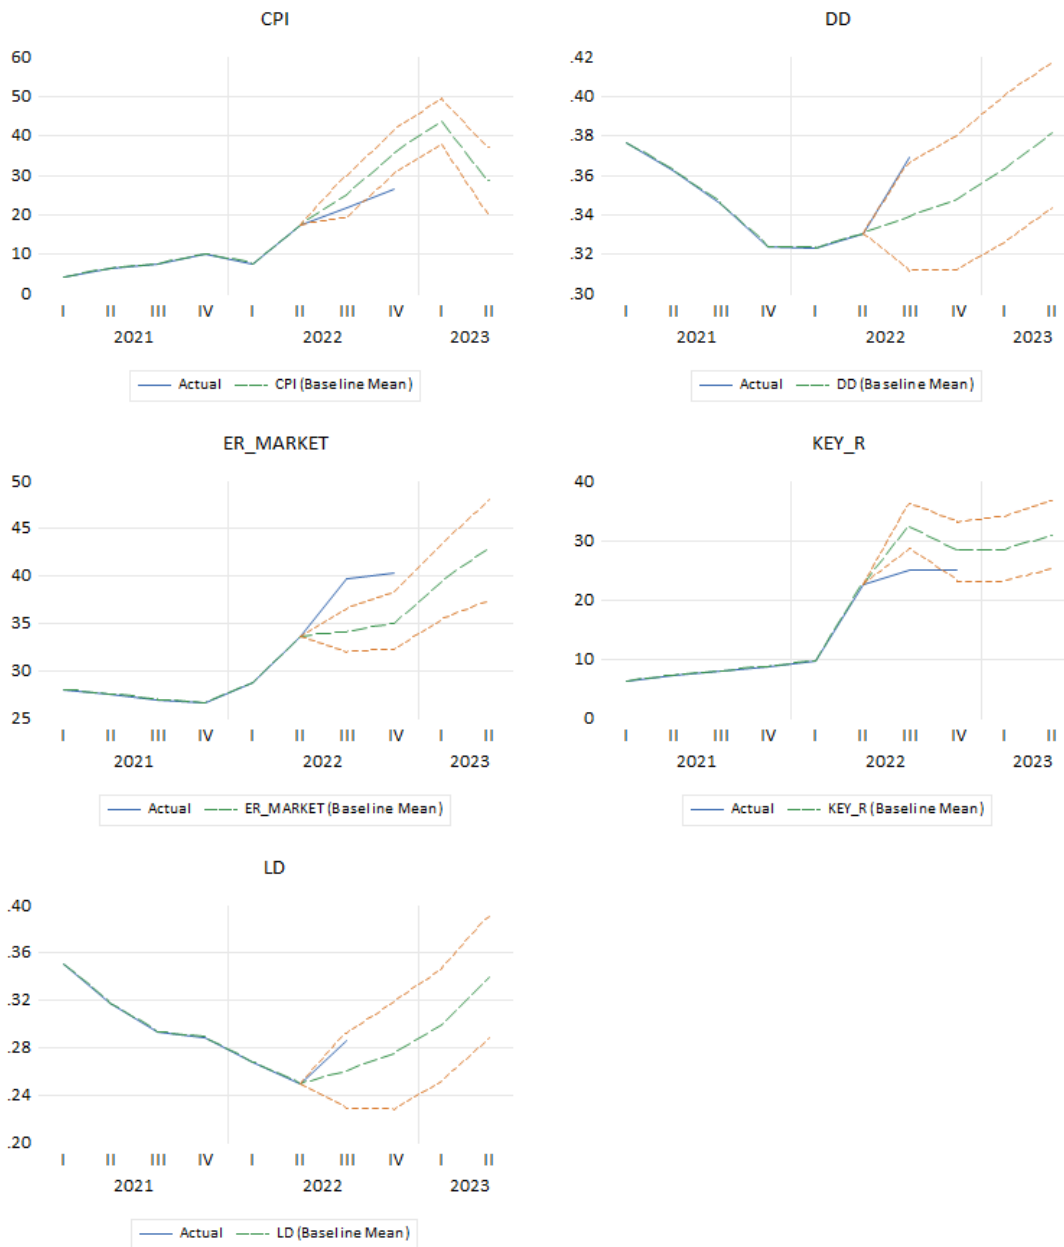 CPI
60
50
40
30
20
10
0
I II III IV I II III IV I II
2021 2022 2023
Actual CPI (Baseline Mean)
DD
.42
.40
.38
.36
.34
.32
.30
I II III IV I II III IV I II
2021 2022 2023
Actual DD (Baseline Mean)
ER_MARKET
50
45
40
35
30
25
I II III IV I II III IV I II
2021 2022 2023
Actual ER_MARKET (Baseline Mean)
KEY_R
40
30
20
10
0
I II III IV I II III IV I II
2021 2022 2023
Actual KEY_R (Baseline Mean)
LD
.40
.36
.32
.28
.24
.20
I II III IV I II III IV I II
2021 2022 2023
Actual LD (Baseline Mean)